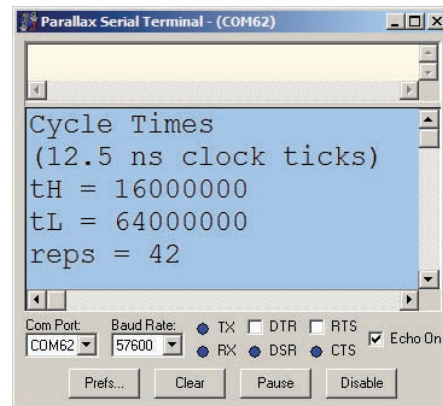 Parallax Serial Terminal - (COM62)
Cycle Times
(12.5 ns clock ticks)
tH = 16000000
tL = 64000000
reps = 42
Com Port: Baud Rate: TX DTR RTS
COM62 57600 RX DSR CTS Echo On
Prefs... Clear Pause Disable